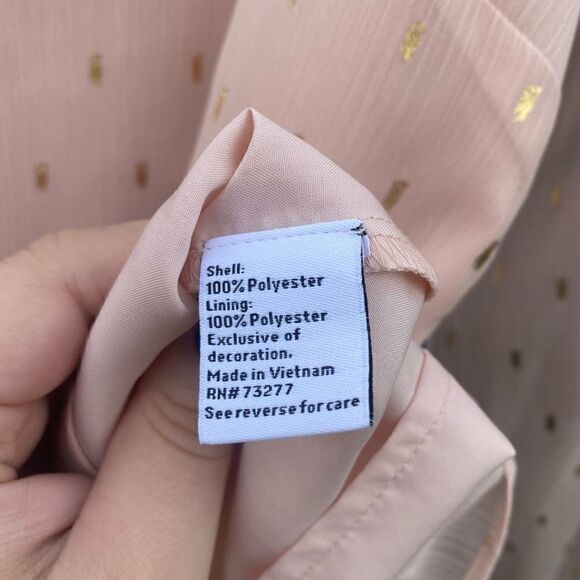 Shell:
100% Polyester
Lining:
100% Polyester
Exclusive of
decoration.
Made in Vietnam
RN# 73277
See reverse for care